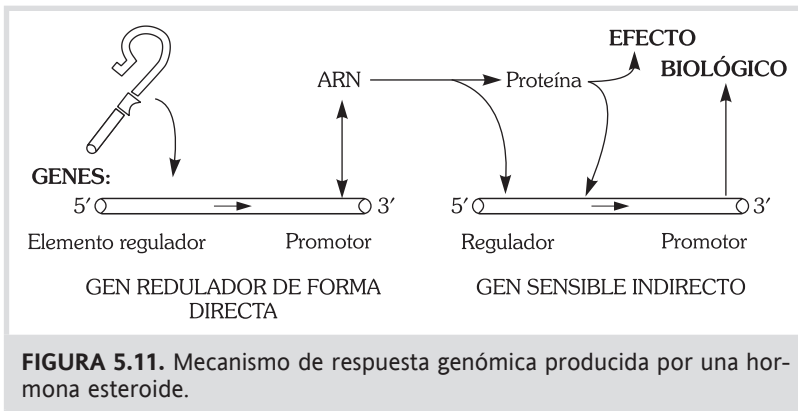 EFECTO
BIOLÓGICO
ARN
Proteína
GENES:
5′
3′
5′
3′
Elemento regulador
Promotor
Regulador
Promotor
GEN REDULADOR DE FORMA
DIRECTA
GEN SENSIBLE INDIRECTO
FIGURA 5.11. Mecanismo de respuesta genómica producida por una hor-
mona esteroide.